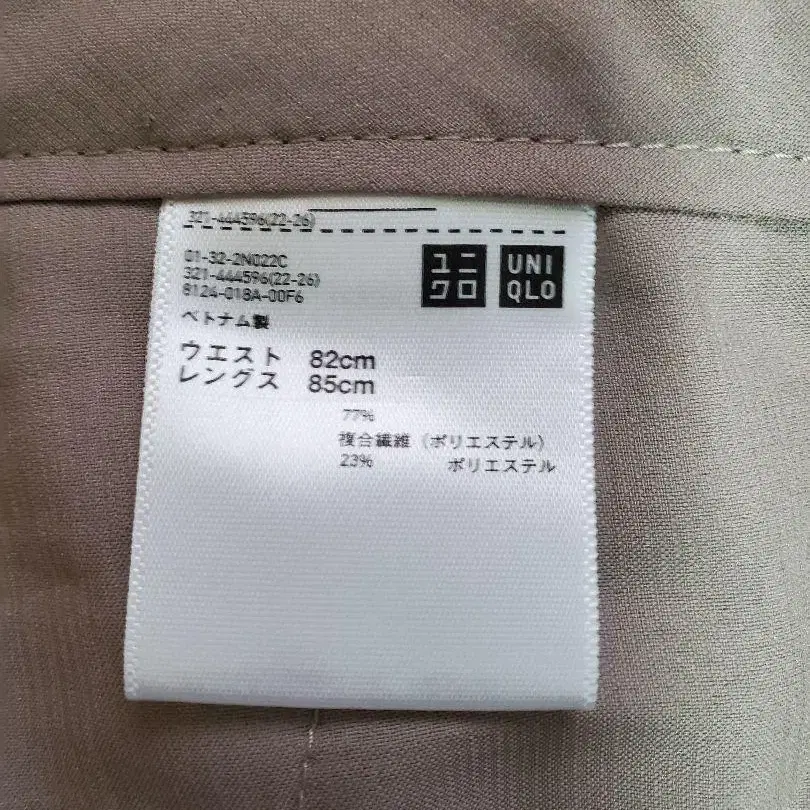 321-444596(22-26)
ユニ
クロ
UNI
QLO
01-32-2N022C
321-444596(22-26)
8124-018A-00F6
ベトナム製
ウエスト 82cm
レングス 85cm
77%
複合繊維(ポリエステル)
23% ポリエステル